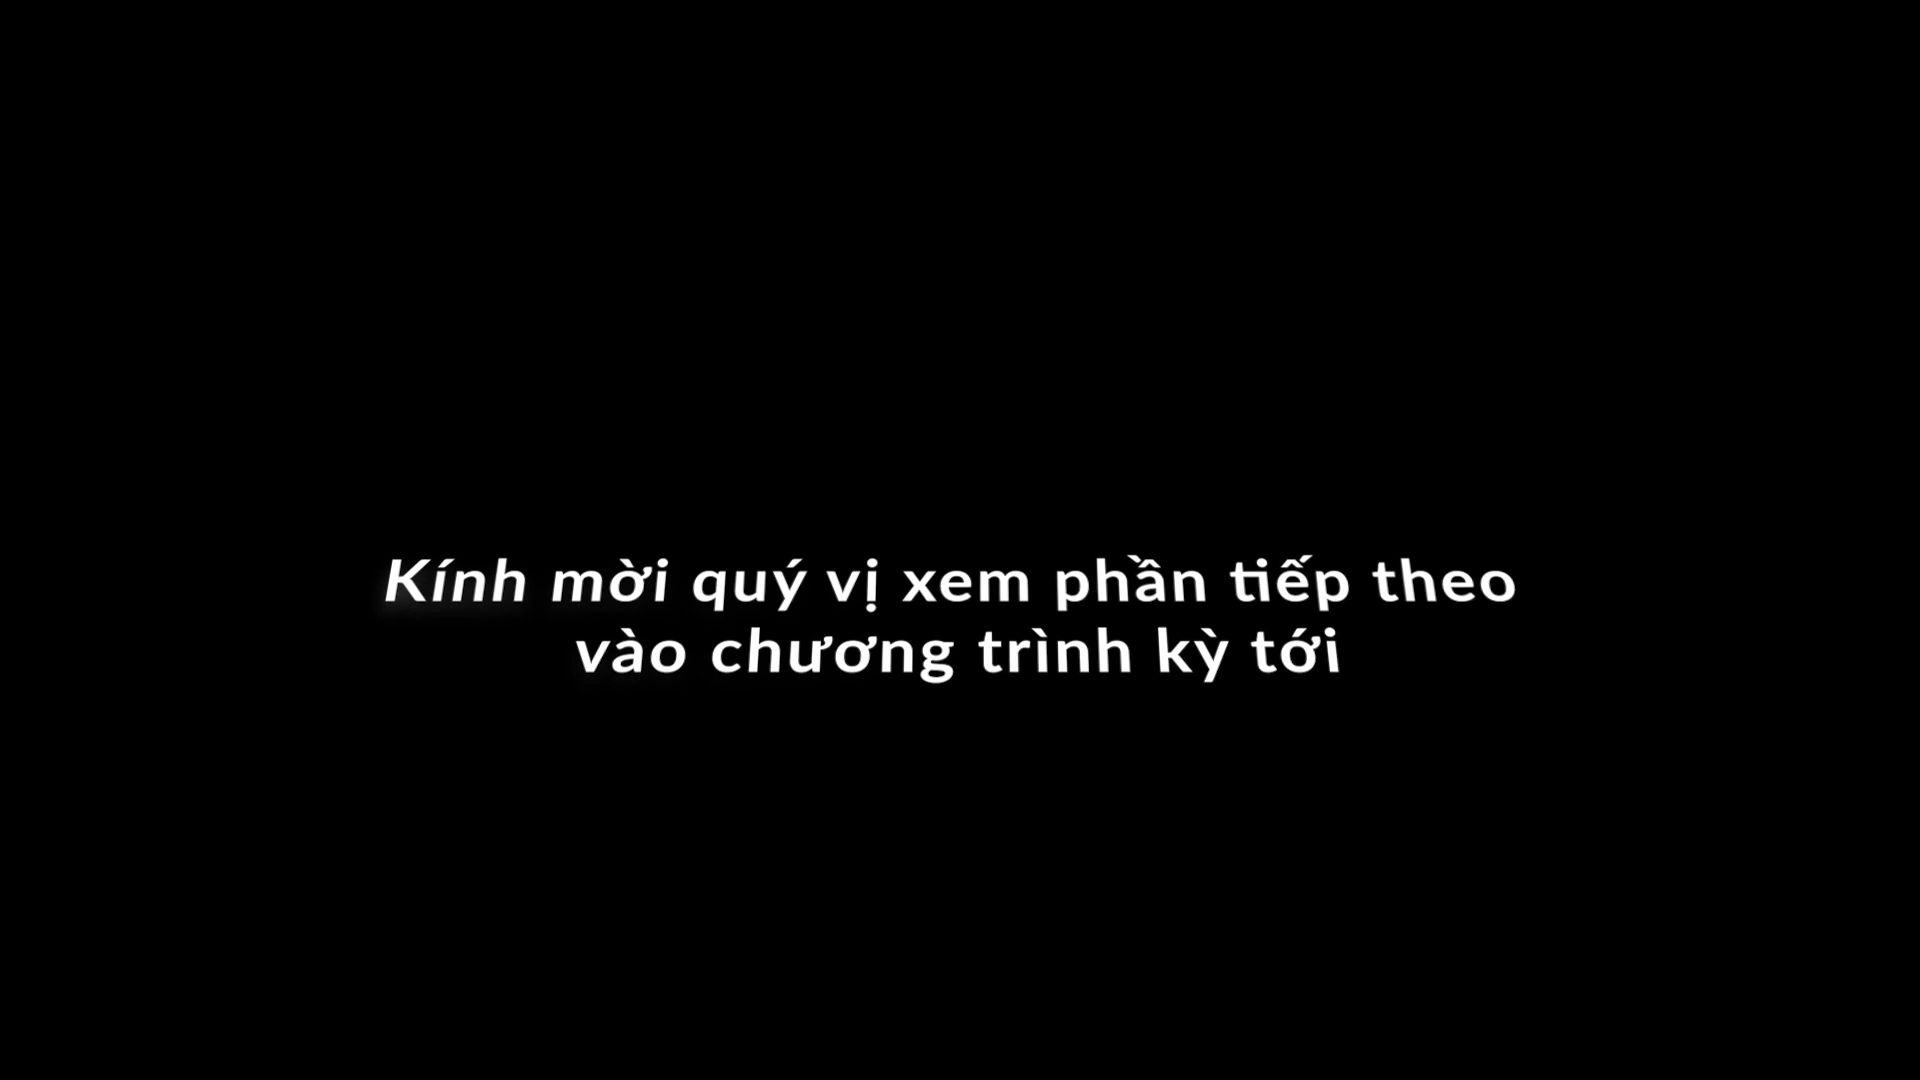 Kính mời quý vị xem phần tiếp theo
vào chương trình kỳ tới